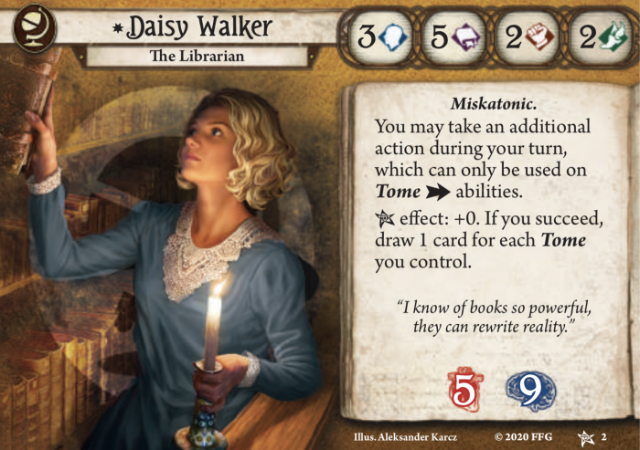 Daisy Walker
The Librarian
3 5 2 2
Miskatonic.
You may take an additional
action during your turn,
which can only be used on
Tome abilities.
effect: +0. If you succeed,
draw 1 card for each Tome
you control.
“I know of books so powerful,
they can rewrite reality.”
5 9
Illus. Aleksander Karcz © 2020 FFG 2